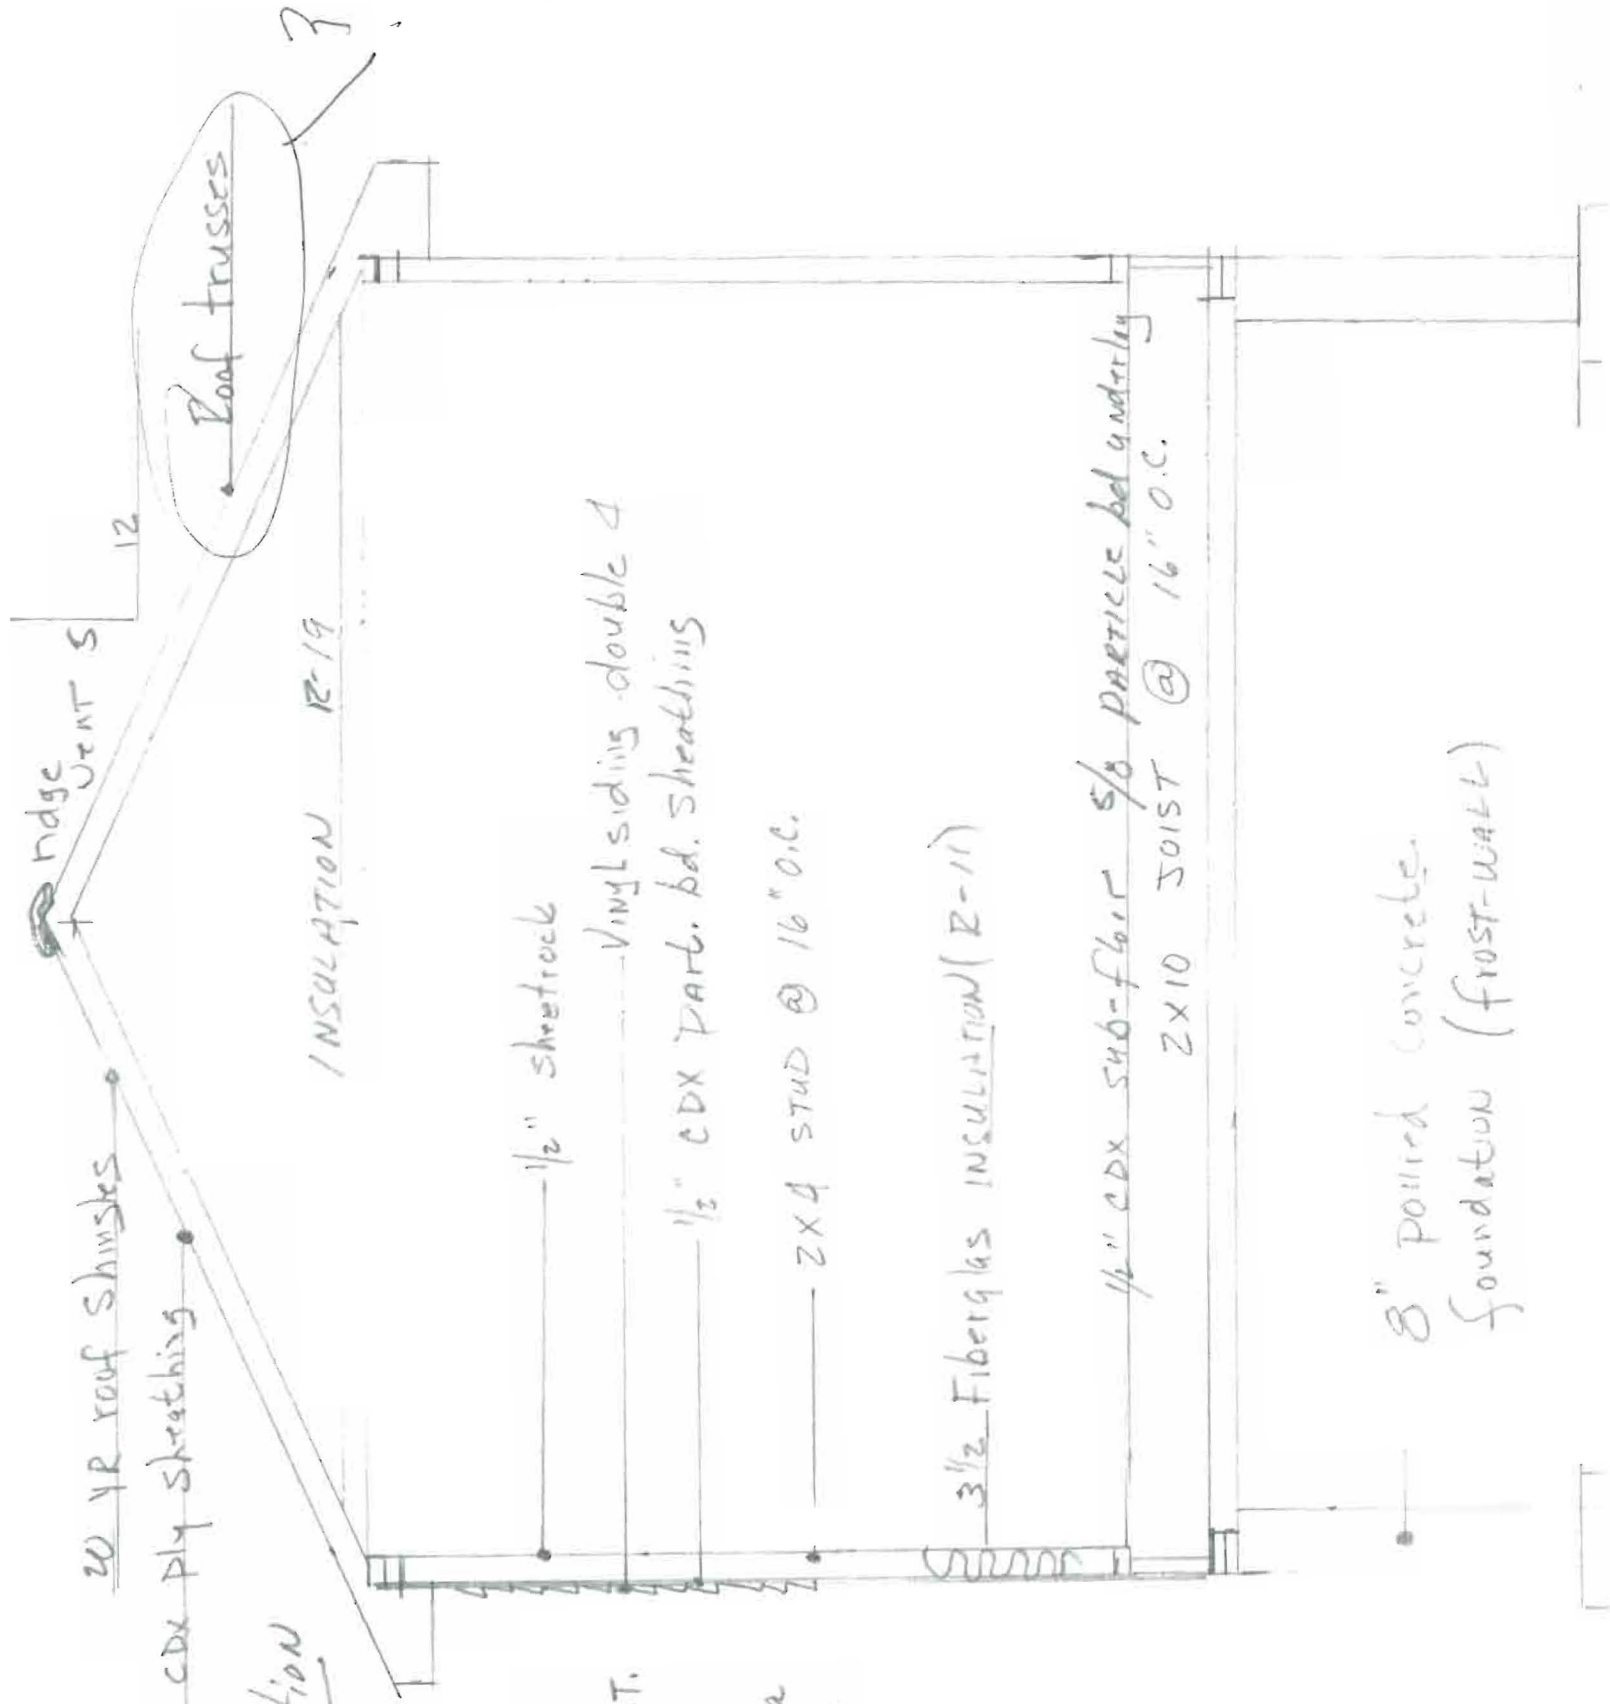 ridge
vent
5
12
Roof trusses
?
20 YR roof shingles
CDX Ply sheathing
tion
INSULATION R-19
1/2" sheetrock
Vinyl siding double 4
1/2" CDX Part. bd. sheathing
2X4 STUD @ 16" O.C.
3 1/2 Fiberglas INSULATION (R-11)
1/2" CDX sub-floor 5/8 PARTICLE bd underlay
2X10 JOIST @ 16" O.C.
8" poured concrete
foundation (frost-WALL)
T.